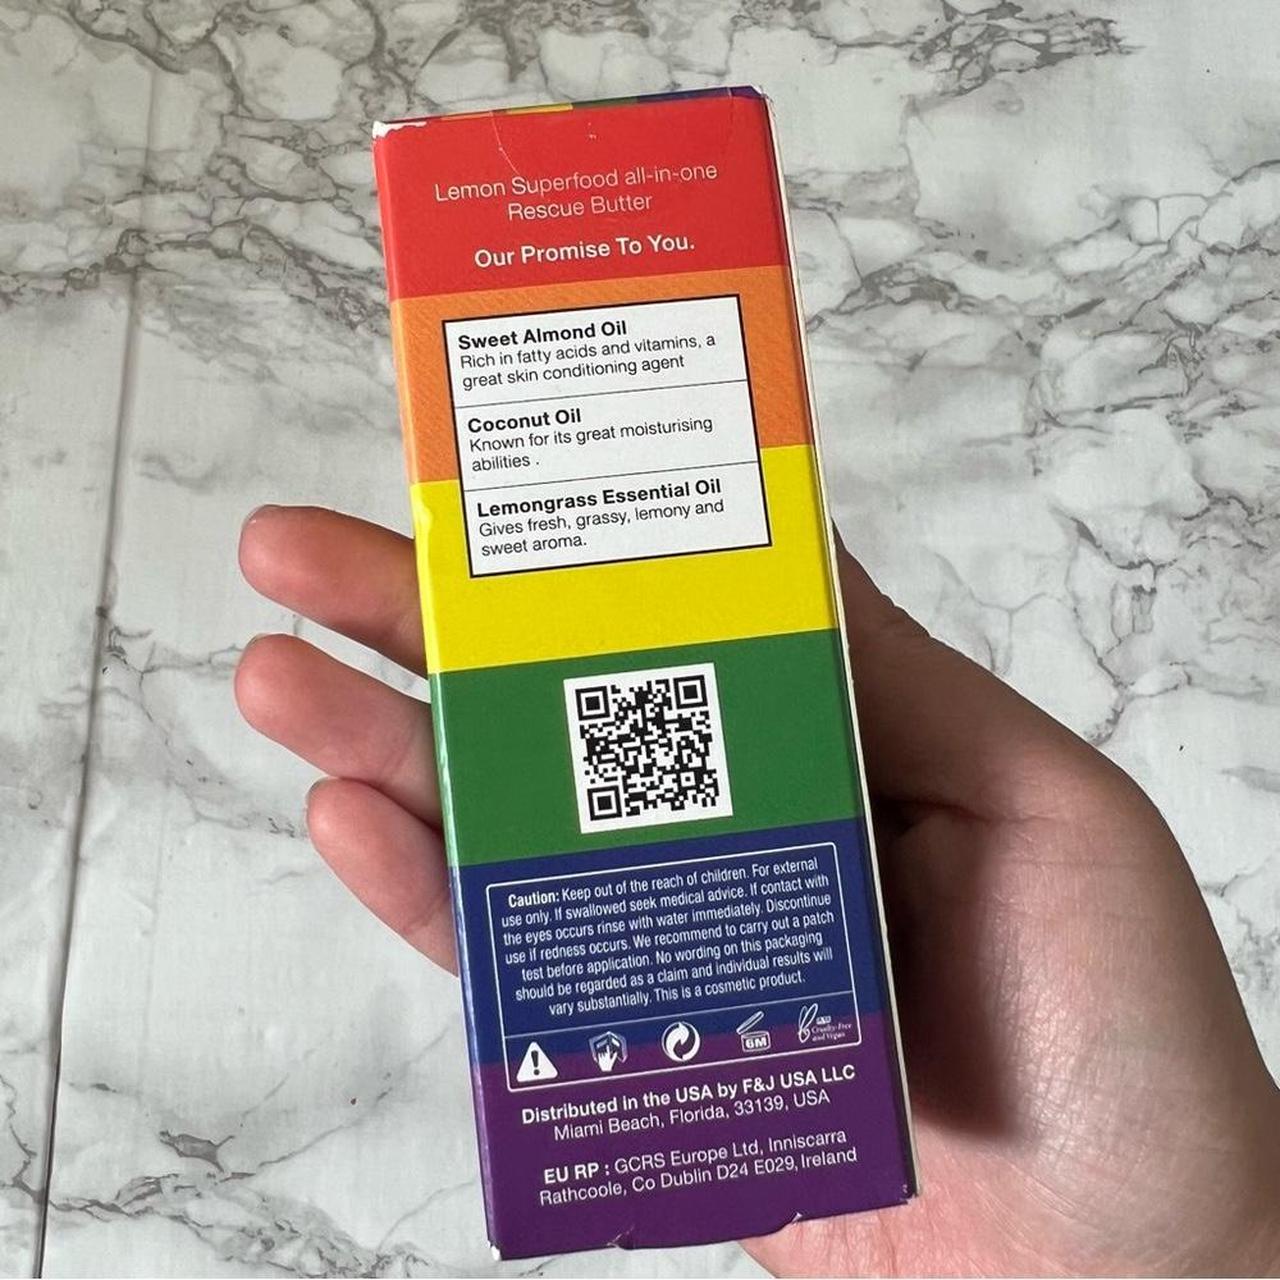 Lemon Superfood all-in-one
Rescue Butter
Our Promise To You.
Sweet Almond Oil
Rich in fatty acids and vitamins, a
great skin conditioning agent
Coconut Oil
Known for its great moisturising
abilities .
Lemongrass Essential Oil
Gives fresh, grassy, lemony and
sweet aroma.
Caution: Keep out of the reach of children. For external
use only. If swallowed seek medical advice. If contact with
the eyes occurs rinse with water immediately. Discontinue
use if redness occurs. We recommend to carry out a patch
test before application. No wording on this packaging
should be regarded as a claim and individual results will
vary substantially. This is a cosmetic product.
6M
Cruelty-Free
and Vegan
Distributed in the USA by F&J USA LLC
Miami Beach, Florida, 33139, USA
EU RP : GCRS Europe Ltd, Inniscarra
Rathcoole, Co Dublin D24 E029, Ireland